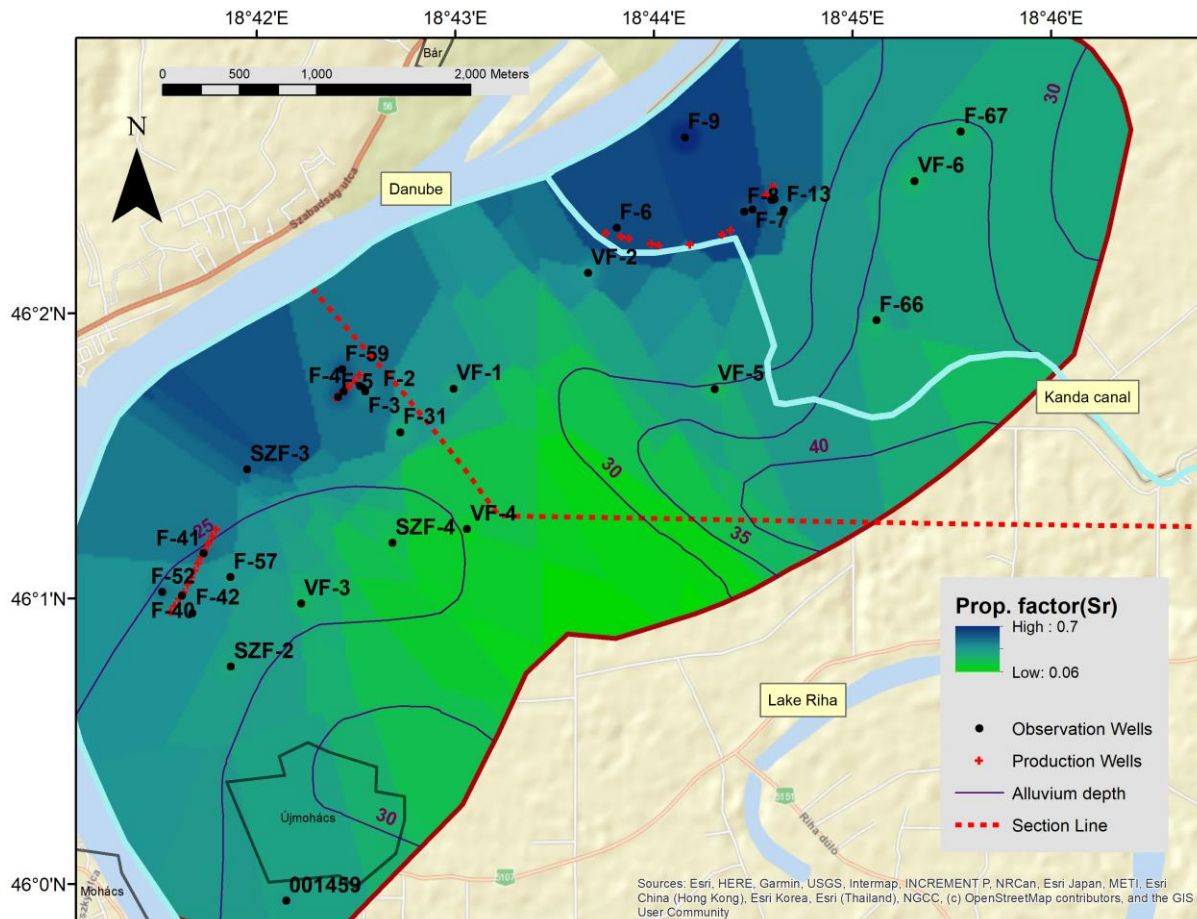 18°42'E 18°43'E 18°44'E 18°45'E 18°46'E
Bár
0 500 1,000 2,000 Meters
56
30
N
F-9
F-67
Szabadság utca
VF-6
Danube
F-8 F-13
F-6
F-7
VF-2
46°2'N
F-66
F-59
F-4 F-5 F-2
VF-1
VF-5
F-3
F-31
Kanda canal
SZF-3
40
30
25
SZF-4 VF-4
F-41
35
F-57
F-52
46°1'N
VF-3
F-42
F-40
Prop. factor(Sr)
High : 0.7
SZF-2
Low: 0.06
Lake Riha
Observation Wells
Production Wells
5151
Alluvium depth
Újmohács
30
Riha dűlő
Section Line
5107
46°0'N
Mohács
001459
Sources: Esri, HERE, Garmin, USGS, Intermap, INCREMENT P, NRCan, Esri Japan, METI, Esri
China (Hong Kong), Esri Korea, Esri (Thailand), NGCC, (c) OpenStreetMap contributors, and the GIS
User Community